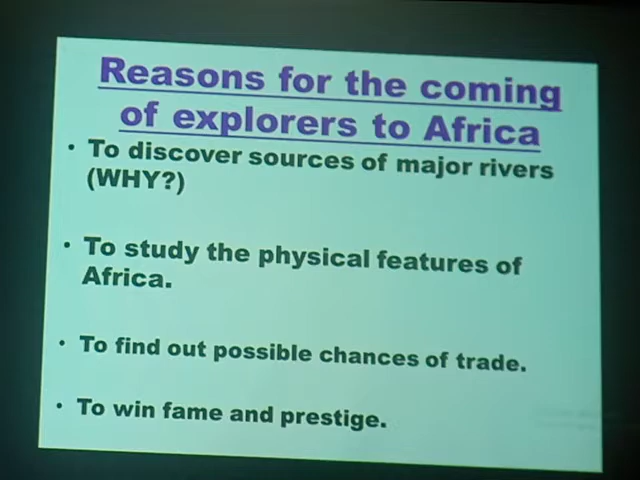 Reasons for the coming
of explorers to Africa
• To discover sources of major rivers
(WHY?)
• To study the physical features of
Africa.
• To find out possible chances of trade.
• To win fame and prestige.